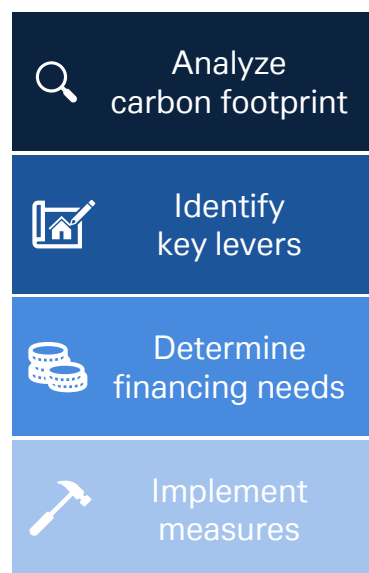 Analyze
carbon footprint
Identify
key levers
Determine
financing needs
Implement
measures